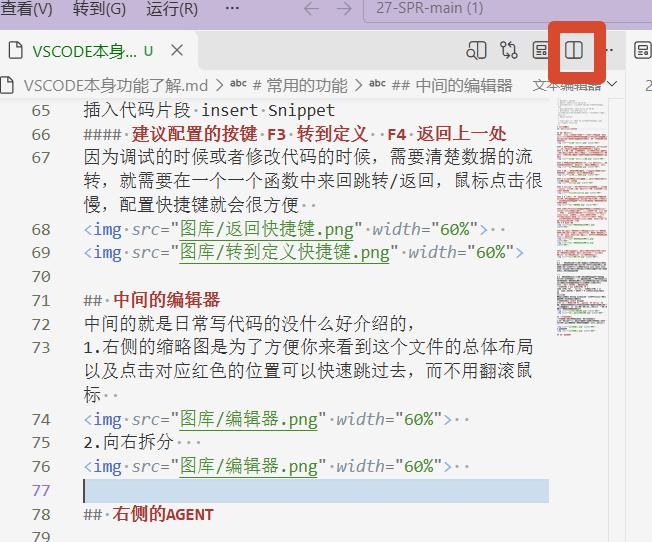 查看(V) 转到(G) 运行(R) ··· 27-SPR-main (1)
VSCODE本身... U
VSCODE本身功能了解.md > # 常用的功能 > ## 中间的编辑器 文本编辑器
65 插入代码片段 insert Snippet
66 #### 建议配置的按键 F3 转到定义  F4 返回上一处
67 因为调试的时候或者修改代码的时候，需要清楚数据的流
转，就需要在一个一个函数中来回跳转/返回，鼠标点击很
慢，配置快捷键就会很方便
68 <img src="图库/返回快捷键.png" width="60%">
69 <img src="图库/转到定义快捷键.png" width="60%">
70
71 ## 中间的编辑器
72 中间的就是日常写代码的没什么好介绍的，
73 1.右侧的缩略图是为了方便你来看到这个文件的总体布局
以及点击对应红色的位置可以快速跳过去，而不用翻滚鼠
标
74 <img src="图库/编辑器.png" width="60%">
75 2.向右拆分
76 <img src="图库/编辑器.png" width="60%">
77
78 ## 右侧的AGENT
79